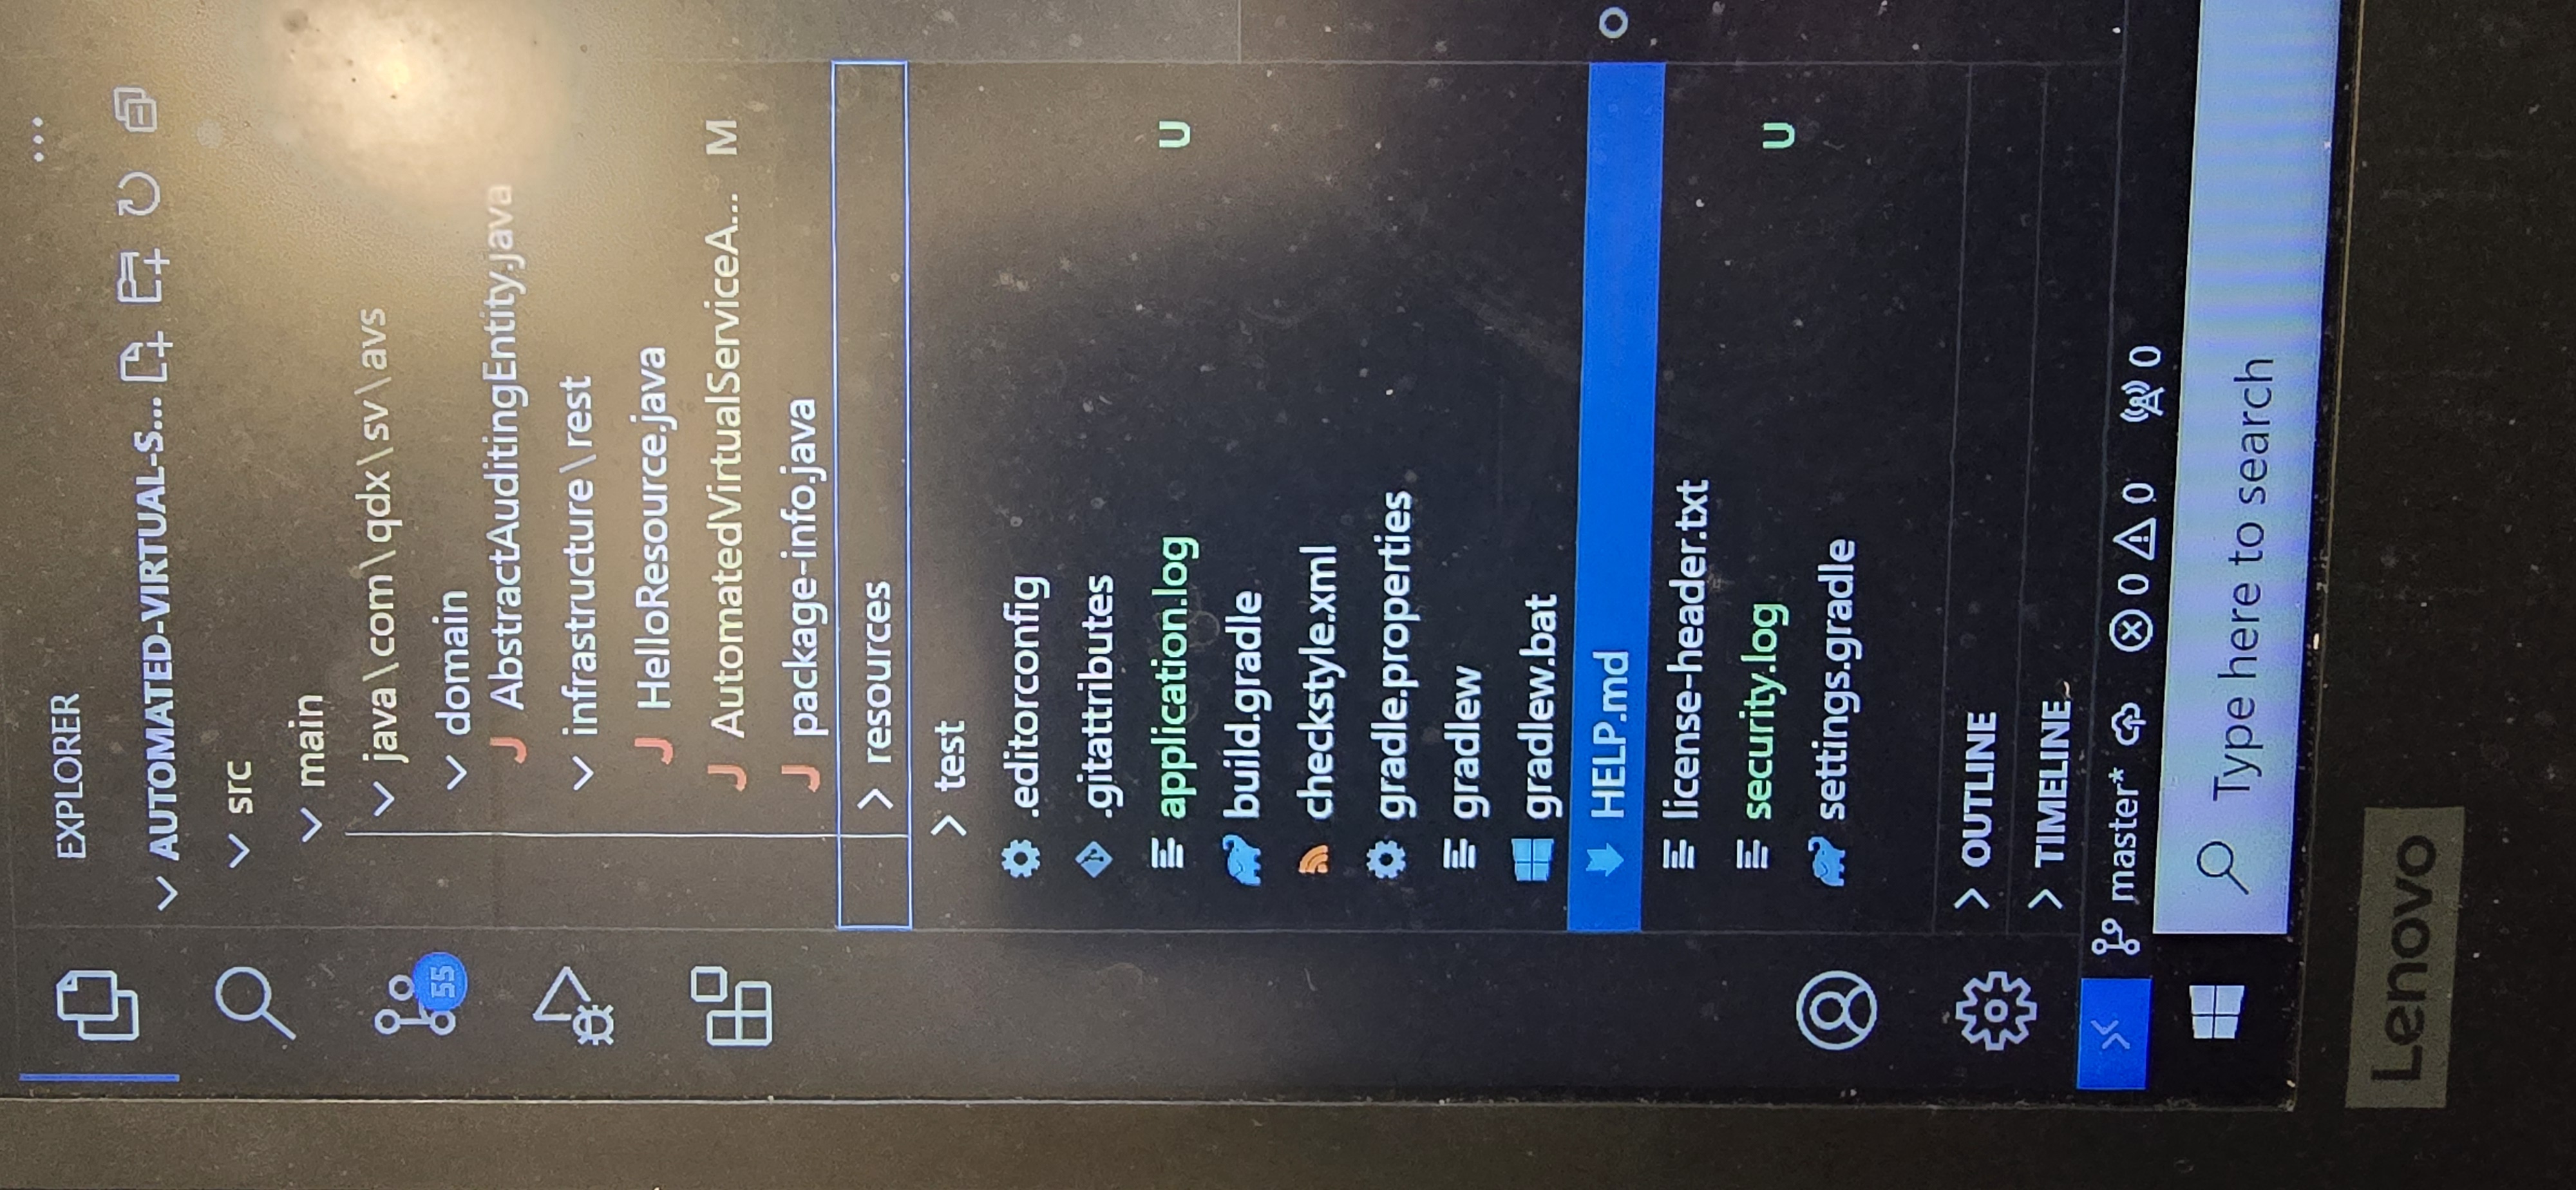 EXPLORER
AUTOMATED-VIRTUAL-S...
src
main
55
java\com\qdx\sv\avs
domain
AbstractAuditingEntity.java
infrastructure\rest
HelloResource.java
AutomatedVirtualServiceA... M
package-info.java
resources
test
.editorconfig
.gitattributes
application.log U
build.gradle
checkstyle.xml
gradle.properties
gradlew
gradlew.bat
HELP.md
license-header.txt
security.log U
settings.gradle
OUTLINE
TIMELINE
master* 0 0 0
Type here to search
Lenovo